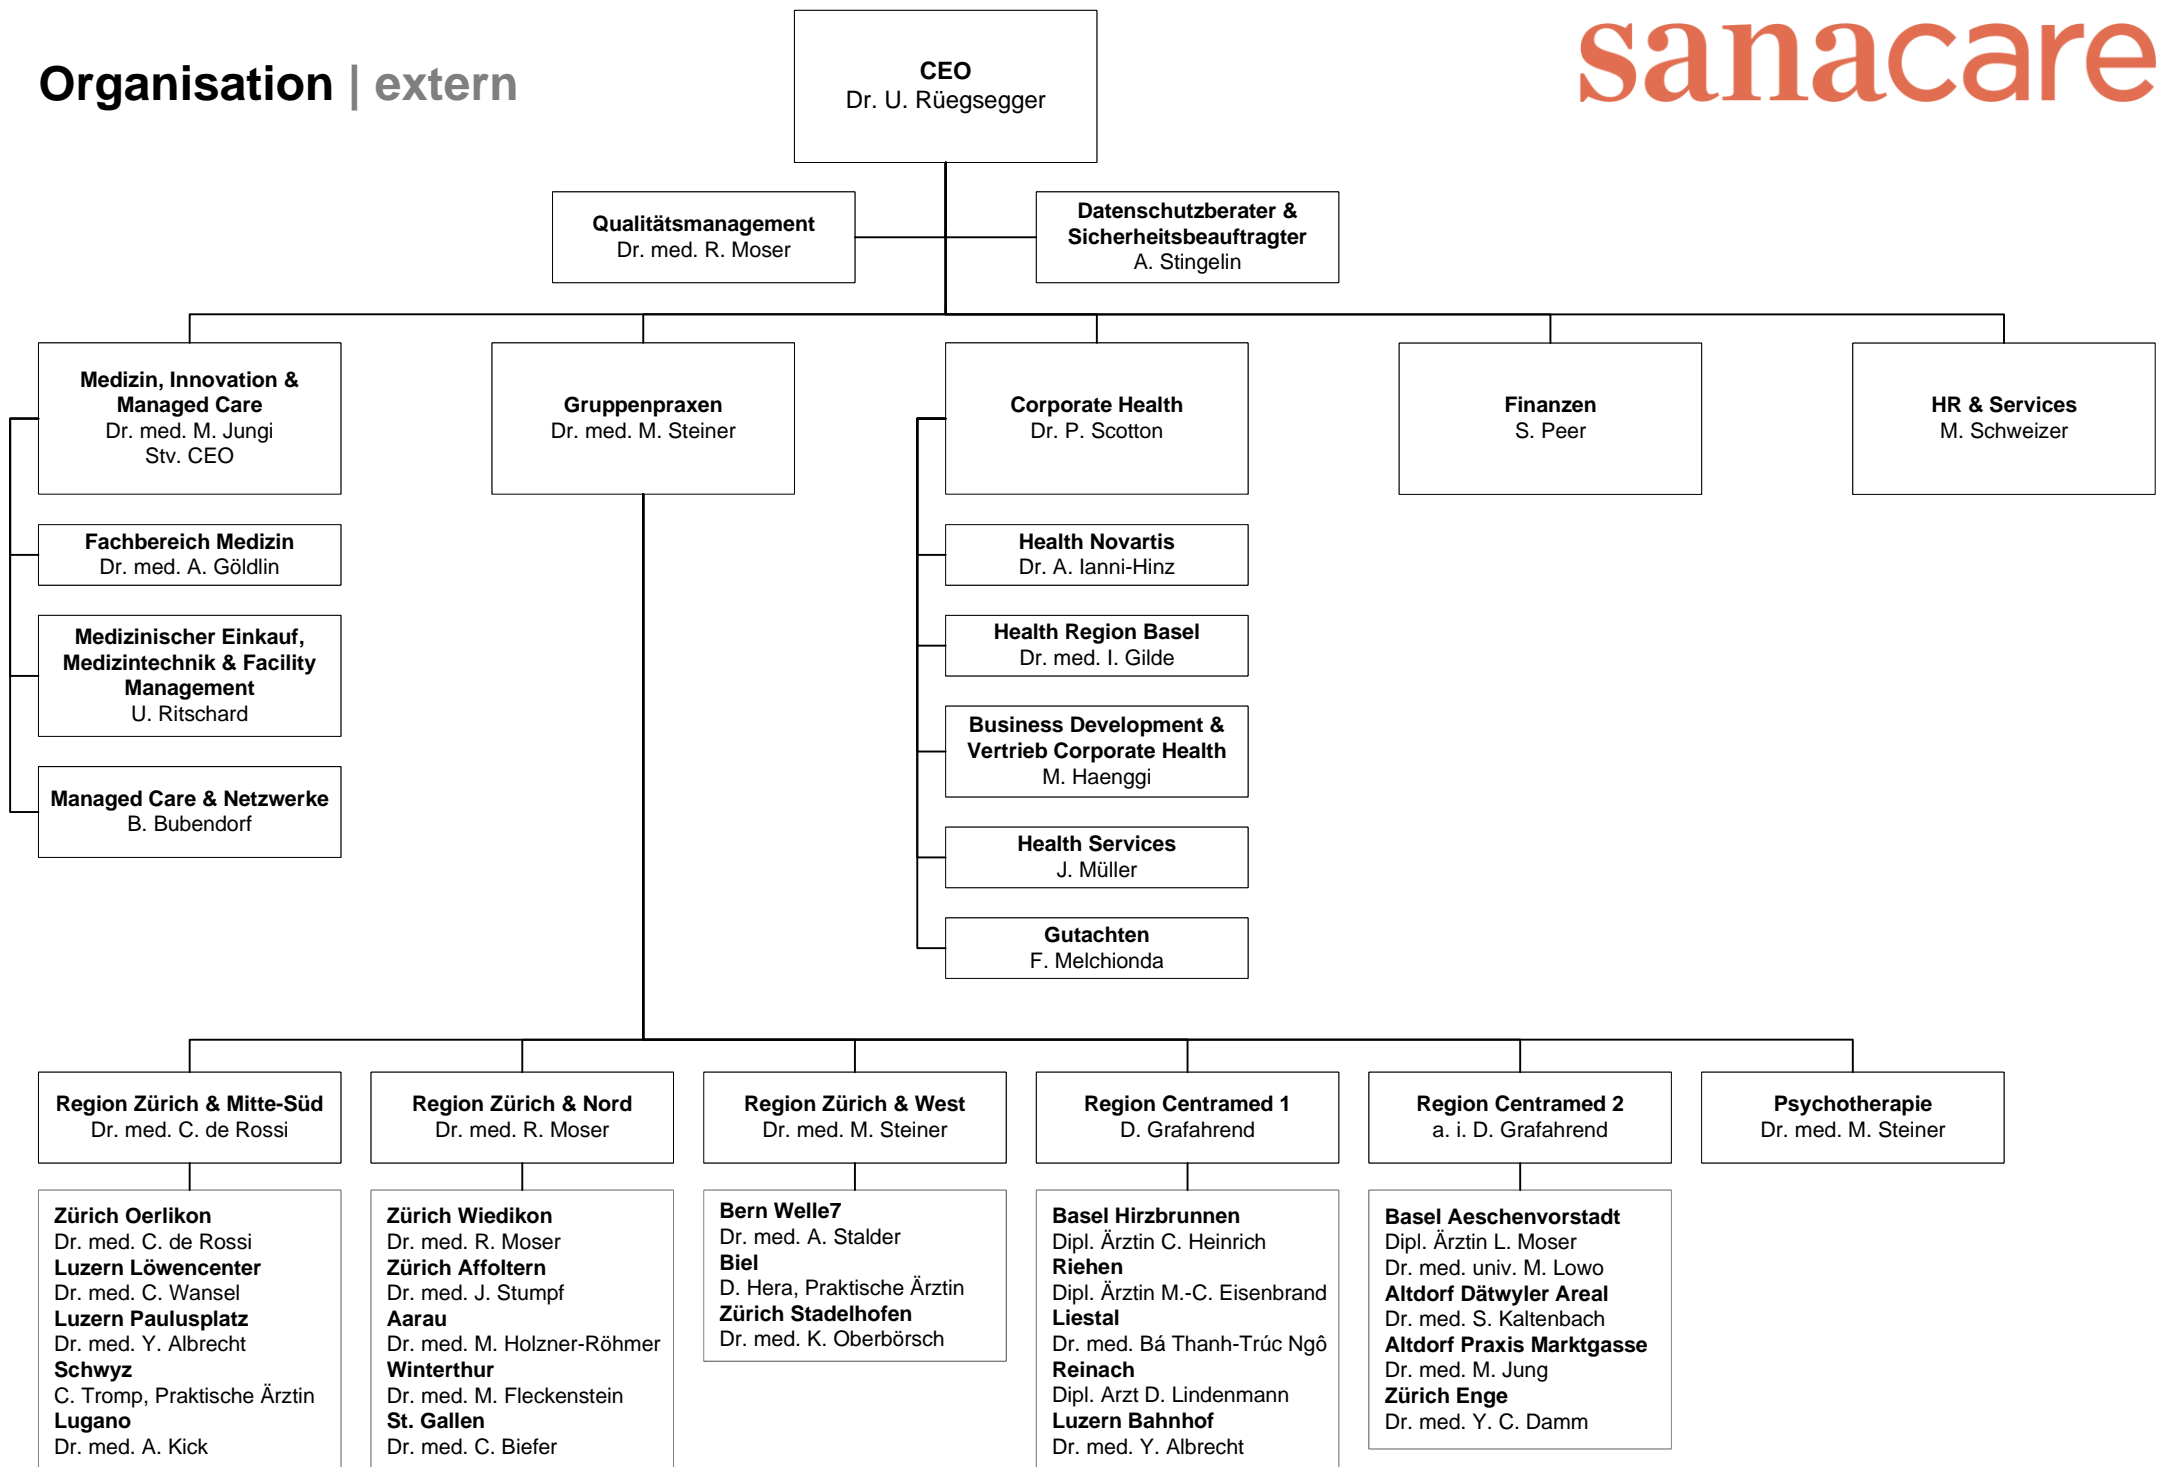 Organisation | extern
sanacare
CEO
Dr. U. Rüegsegger
Qualitätsmanagement
Dr. med. R. Moser
Datenschutzberater &
Sicherheitsbeauftragter
A. Stingelin
Medizin, Innovation &
Managed Care
Dr. med. M. Jungi
Stv. CEO
Gruppenpraxen
Dr. med. M. Steiner
Corporate Health
Dr. P. Scotton
Finanzen
S. Peer
HR & Services
M. Schweizer
Fachbereich Medizin
Dr. med. A. Göldlin
Medizinischer Einkauf,
Medizintechnik & Facility
Management
U. Ritschard
Managed Care & Netzwerke
B. Bubendorf
Health Novartis
Dr. A. Ianni-Hinz
Health Region Basel
Dr. med. I. Gilde
Business Development &
Vertrieb Corporate Health
M. Haenggi
Health Services
J. Müller
Gutachten
F. Melchionda
Region Zürich & Mitte-Süd
Dr. med. C. de Rossi
Region Zürich & Nord
Dr. med. R. Moser
Region Zürich & West
Dr. med. M. Steiner
Region Centramed 1
D. Grafahrend
Region Centramed 2
a. i. D. Grafahrend
Psychotherapie
Dr. med. M. Steiner
Zürich Oerlikon
Dr. med. C. de Rossi
Luzern Löwencenter
Dr. med. C. Wansel
Luzern Paulusplatz
Dr. med. Y. Albrecht
Schwyz
C. Tromp, Praktische Ärztin
Lugano
Dr. med. A. Kick
Zürich Wiedikon
Dr. med. R. Moser
Zürich Affoltern
Dr. med. J. Stumpf
Aarau
Dr. med. M. Holzner-Röhmer
Winterthur
Dr. med. M. Fleckenstein
St. Gallen
Dr. med. C. Biefer
Bern Welle7
Dr. med. A. Stalder
Biel
D. Hera, Praktische Ärztin
Zürich Stadelhofen
Dr. med. K. Oberbörsch
Basel Hirzbrunnen
Dipl. Ärztin C. Heinrich
Riehen
Dipl. Ärztin M.-C. Eisenbrand
Liestal
Dr. med. Bá Thanh-Trúc Ngô
Reinach
Dipl. Arzt D. Lindenmann
Luzern Bahnhof
Dr. med. Y. Albrecht
Basel Aeschenvorstadt
Dipl. Ärztin L. Moser
Dr. med. univ. M. Lowo
Altdorf Dätwyler Areal
Dr. med. S. Kaltenbach
Altdorf Praxis Marktgasse
Dr. med. M. Jung
Zürich Enge
Dr. med. Y. C. Damm